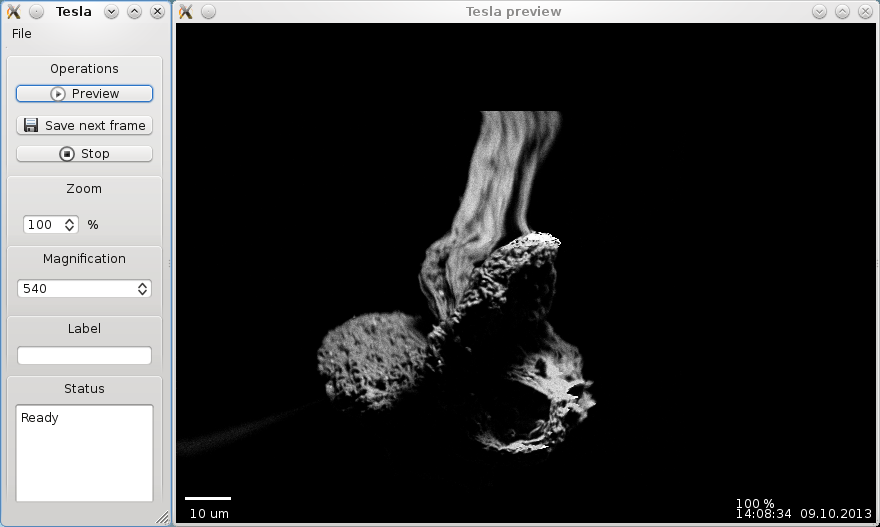 Tesla
File
Operations
Preview
Save next frame
Stop
Zoom
100 %
Magnification
540
Label
Status
Ready
Tesla preview
10 um
100 %
14:08:34 09.10.2013